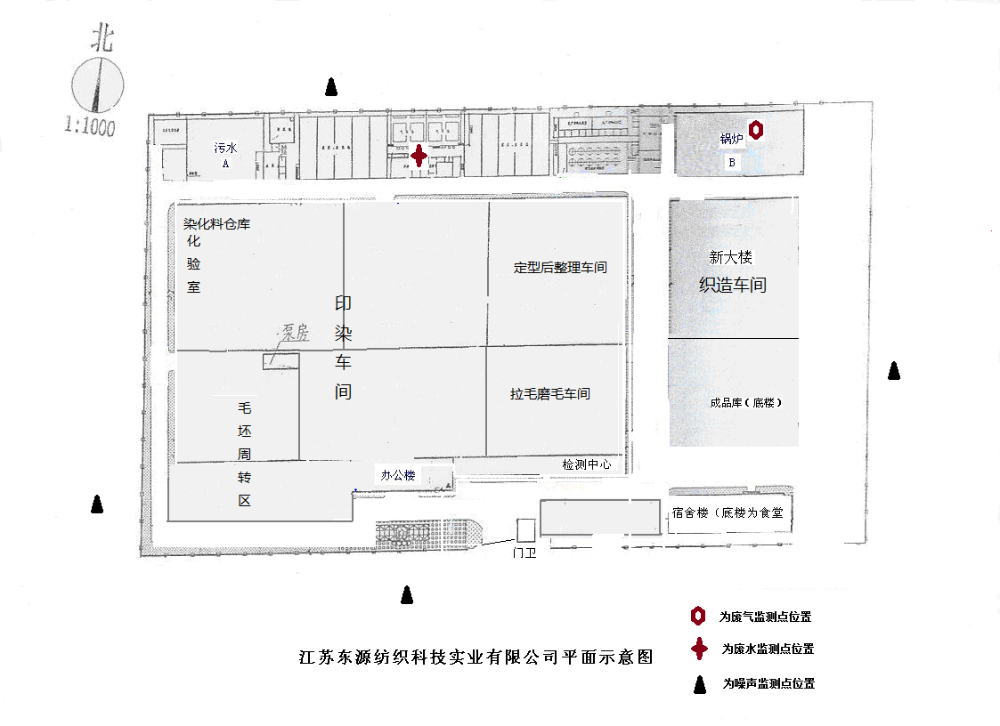 北
1:1000
污水
A
锅炉
B
染化料仓库
化
验
室
定型后整理车间
新大楼
织造车间
印
染
车
间
泵房
拉毛磨毛车间
成品库（底楼）
毛
坯
周
转
区
办公楼
检测中心
宿舍楼（底楼为食堂
门卫
为废气监测点位置
为废水监测点位置
为噪声监测点位置
江苏东源纺织科技实业有限公司平面示意图